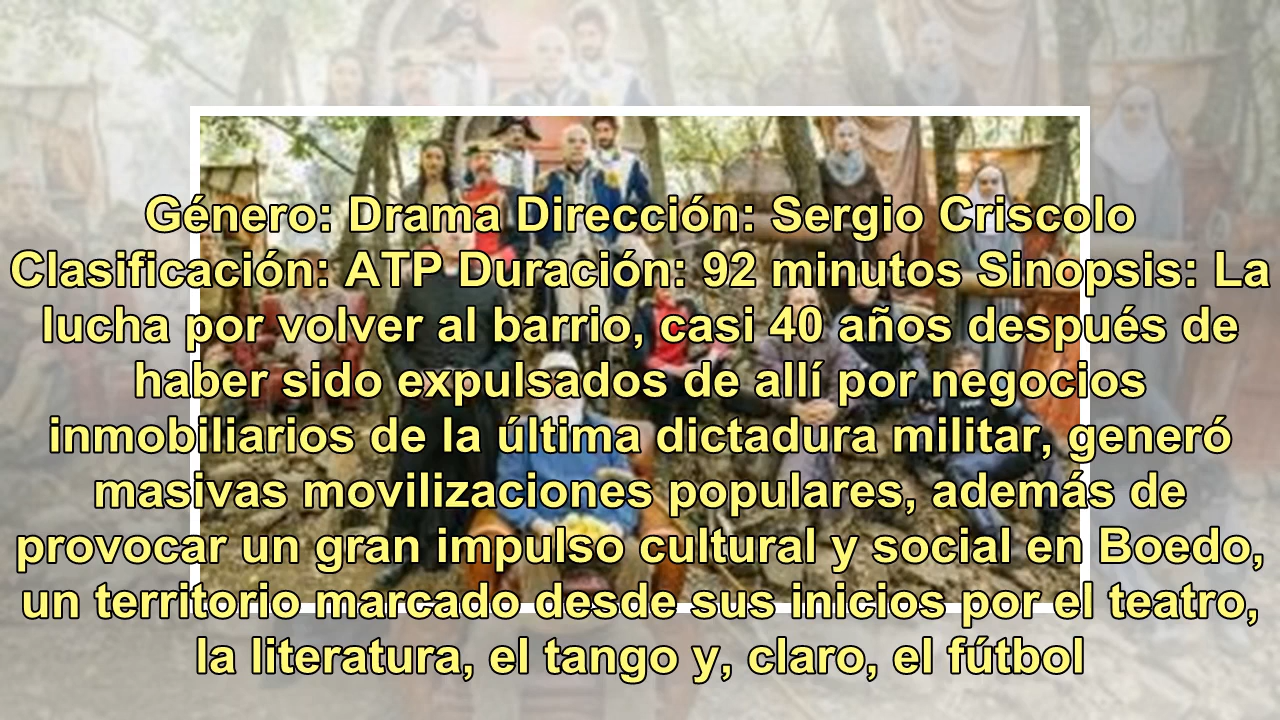 Género: Drama Dirección: Sergio Criscolo
Clasificación: ATP Duración: 92 minutos Sinopsis: La
lucha por volver al barrio, casi 40 años después de
haber sido expulsados de allí por negocios
inmobiliarios de la última dictadura militar, generó
masivas movilizaciones populares, además de
provocar un gran impulso cultural y social en Boedo,
un territorio marcado desde sus inicios por el teatro,
la literatura, el tango y, claro, el fútbol